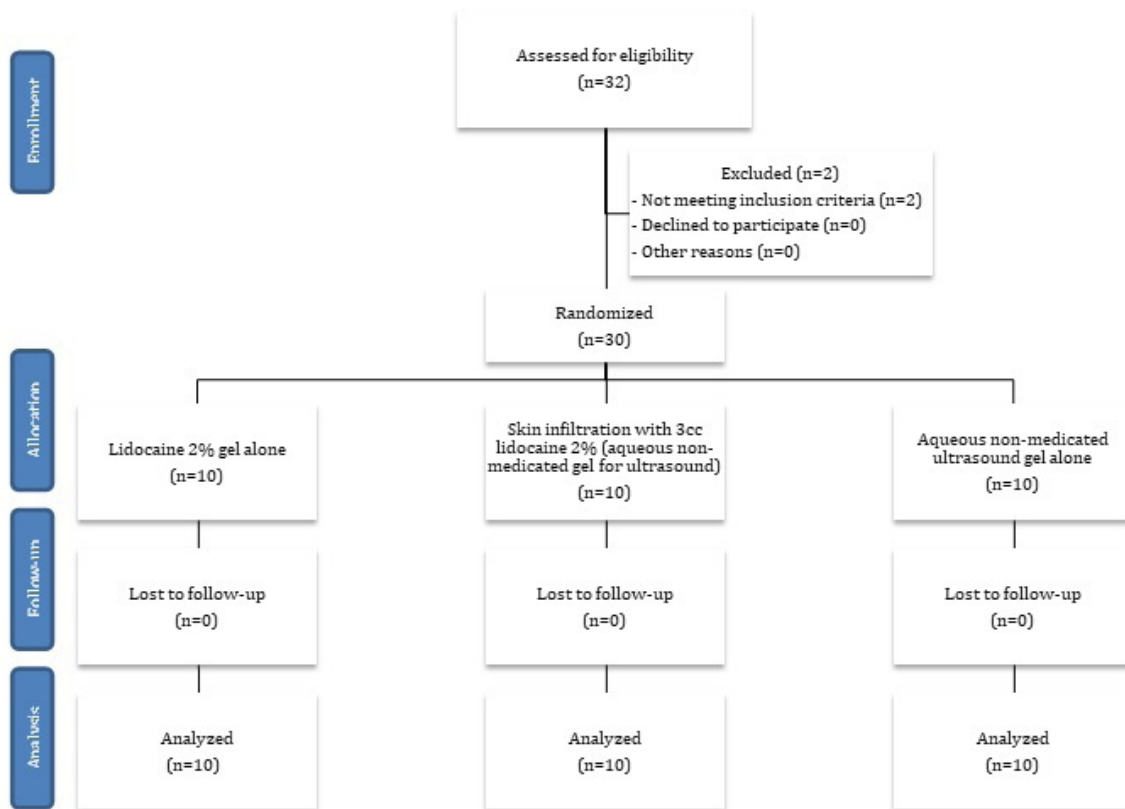 Enrollment
Assessed for eligibility
(n=32)
Excluded (n=2)
- Not meeting inclusion criteria (n=2)
- Declined to participate (n=0)
- Other reasons (n=0)
Randomized
(n=30)
Allocation
Lidocaine 2% gel alone
(n=10)
Skin infiltration with 3cc
lidocaine 2% (aqueous non-
medicated gel for ultrasound)
(n=10)
Aqueous non-medicated
ultrasound gel alone
(n=10)
Follow-up
Lost to follow-up
(n=0)
Lost to follow-up
(n=0)
Lost to follow-up
(n=0)
Analysis
Analyzed
(n=10)
Analyzed
(n=10)
Analyzed
(n=10)